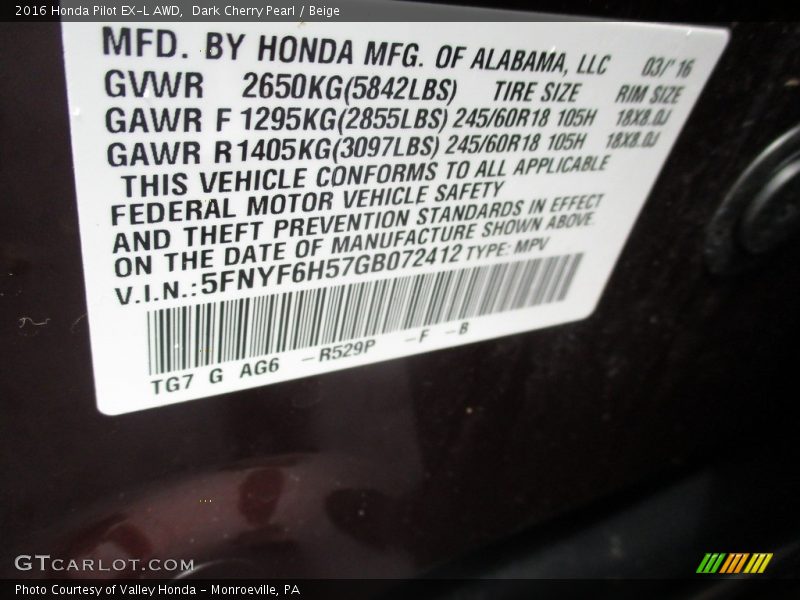 2016 Honda Pilot EX-L AWD, Dark Cherry Pearl / Beige
MFD. BY HONDA MFG. OF ALABAMA, LLC 03/'16
GVWR 2650KG(5842LBS) TIRE SIZE RIM SIZE
GAWR F 1295KG(2855LBS) 245/60R18 105H 18X8.0J
GAWR R1405KG(3097LBS) 245/60R18 105H 18X8.0J
THIS VEHICLE CONFORMS TO ALL APPLICABLE
FEDERAL MOTOR VEHICLE SAFETY
AND THEFT PREVENTION STANDARDS IN EFFECT
ON THE DATE OF MANUFACTURE SHOWN ABOVE.
V.I.N.:5FNYF6H57GB072412 TYPE: MPV
TG7 G AG6 -R529P -F -B
GTCARLOT.COM
Photo Courtesy of Valley Honda - Monroeville, PA